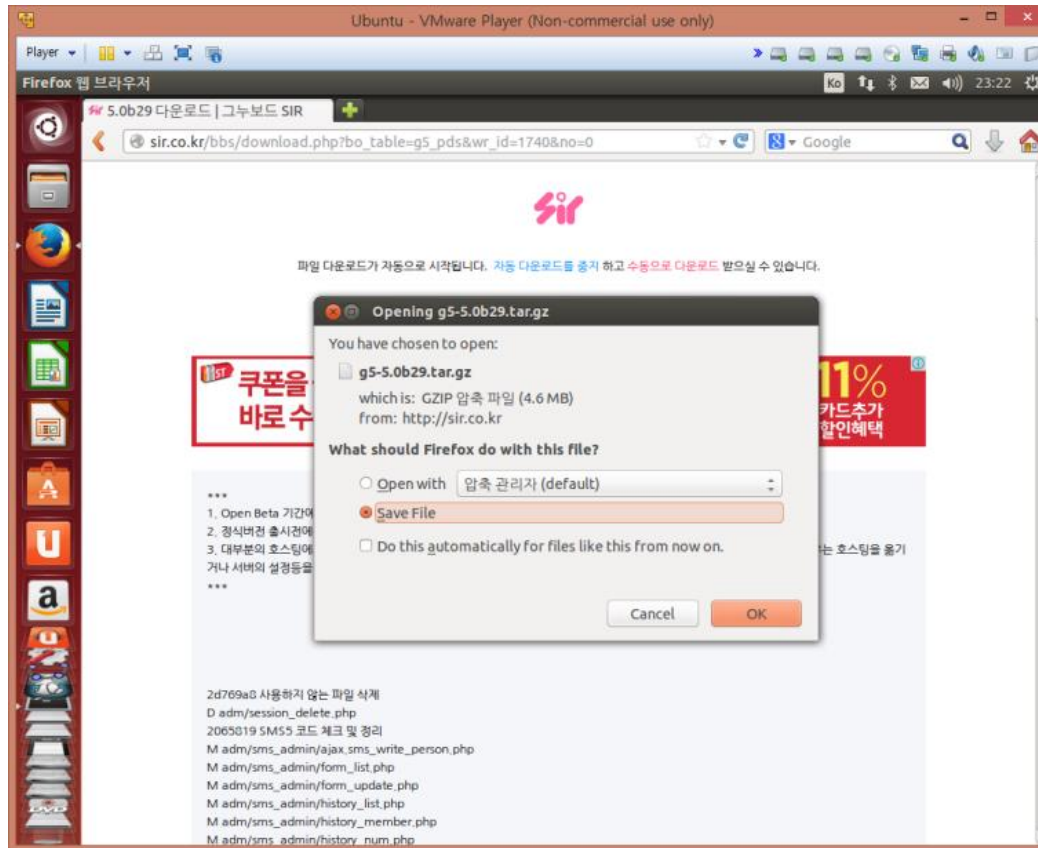 Ubuntu - VMware Player (Non-commercial use only)
Player
Firefox 웹 브라우저
Ko
23:22
5.0b29 다운로드 | 그누보드 SIR
sir.co.kr/bbs/download.php?bo_table=g5_pds&wr_id=1740&no=0
Google
sir
파일 다운로드가 자동으로 시작됩니다. 자동 다운로드를 중지 하고 수동으로 다운로드 받으실 수 있습니다.
Opening g5-5.0b29.tar.gz
You have chosen to open:
g5-5.0b29.tar.gz
which is: GZIP 압축 파일 (4.6 MB)
from: http://sir.co.kr
What should Firefox do with this file?
Open with 압축 관리자 (default)
Save File
Do this automatically for files like this from now on.
Cancel
OK
11ST
쿠폰을
바로 수
11%
카드추가
할인혜택
***
1. Open Beta 기간에
2. 정식버전 출시전에
3. 대부분의 호스팅에 는 호스팅을 옮기
거나 서버의 설정등을
***
2d769a8 사용하지 않는 파일 삭제
D adm/session_delete.php
2065819 SMS5 코드 체크 및 정리
M adm/sms_admin/ajax.sms_write_person.php
M adm/sms_admin/form_list.php
M adm/sms_admin/form_update.php
M adm/sms_admin/history_list.php
M adm/sms_admin/history_member.php
M adm/sms_admin/history_num.php